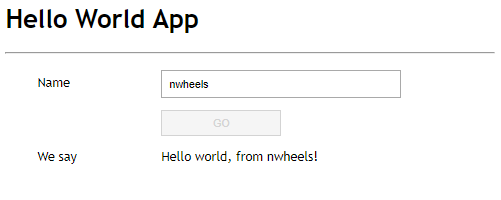 Hello World App
Name
nwheels
GO
We say
Hello world, from nwheels!